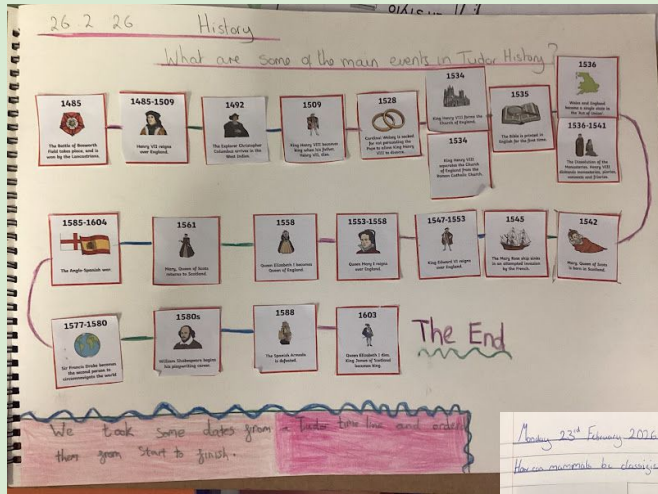 26 2 26 History
What are some of the main events in Tudor History?
1485
The Battle of Bosworth
Field takes place, and is
won by the Lancastrians.
1485-1509
Henry VII reigns
over England.
1492
The Explorer Christopher
Columbus arrives in the
West Indies.
1509
King Henry VIII becomes
King when his father,
Henry VII, dies.
1528
Cardinal Wolsey is sacked
for not persuading the
Pope to allow King Henry
VIII to divorce.
1534
King Henry VIII forms the
Church of England.
1534
King Henry VIII
separates the Church
of England from the
Roman Catholic Church.
1535
The Bible is printed in
English for the first time.
1536
Wales and England
become a single state in
the Act of Union.
1536-1541
The Dissolution of the
Monasteries. Henry VIII
disbands monasteries, priories,
convents and friaries.
1585-1604
The Anglo-Spanish war.
1561
Mary, Queen of Scots
returns to Scotland.
1558
Queen Elizabeth I becomes
Queen of England.
1553-1558
Queen Mary I reigns
over England.
1547-1553
King Edward VI reigns
over England.
1545
The Mary Rose ship sinks
in an attempted invasion
by the French.
1542
Mary, Queen of Scots
is born in Scotland.
1577-1580
Sir Francis Drake becomes
the second person to
circumnavigate the world
1580s
William Shakespeare begins
his playwriting career.
1588
The Spanish Armada
is defeated.
1603
Queen Elizabeth I dies,
King James of Scotland
becomes King.
The End
We took some dates from a Tudor time line and
them from start to finish.
Monday 23rd February 2026
How can mammals be